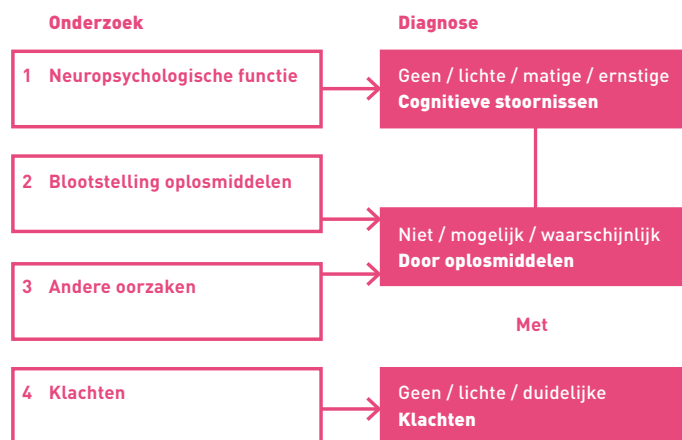 Onderzoek
Diagnose
1 Neuropsychologische functie
Geen / lichte / matige / ernstige
Cognitieve stoornissen
2 Blootstelling oplosmiddelen
Niet / mogelijk / waarschijnlijk
Door oplosmiddelen
3 Andere oorzaken
Met
4 Klachten
Geen / lichte / duidelijke
Klachten